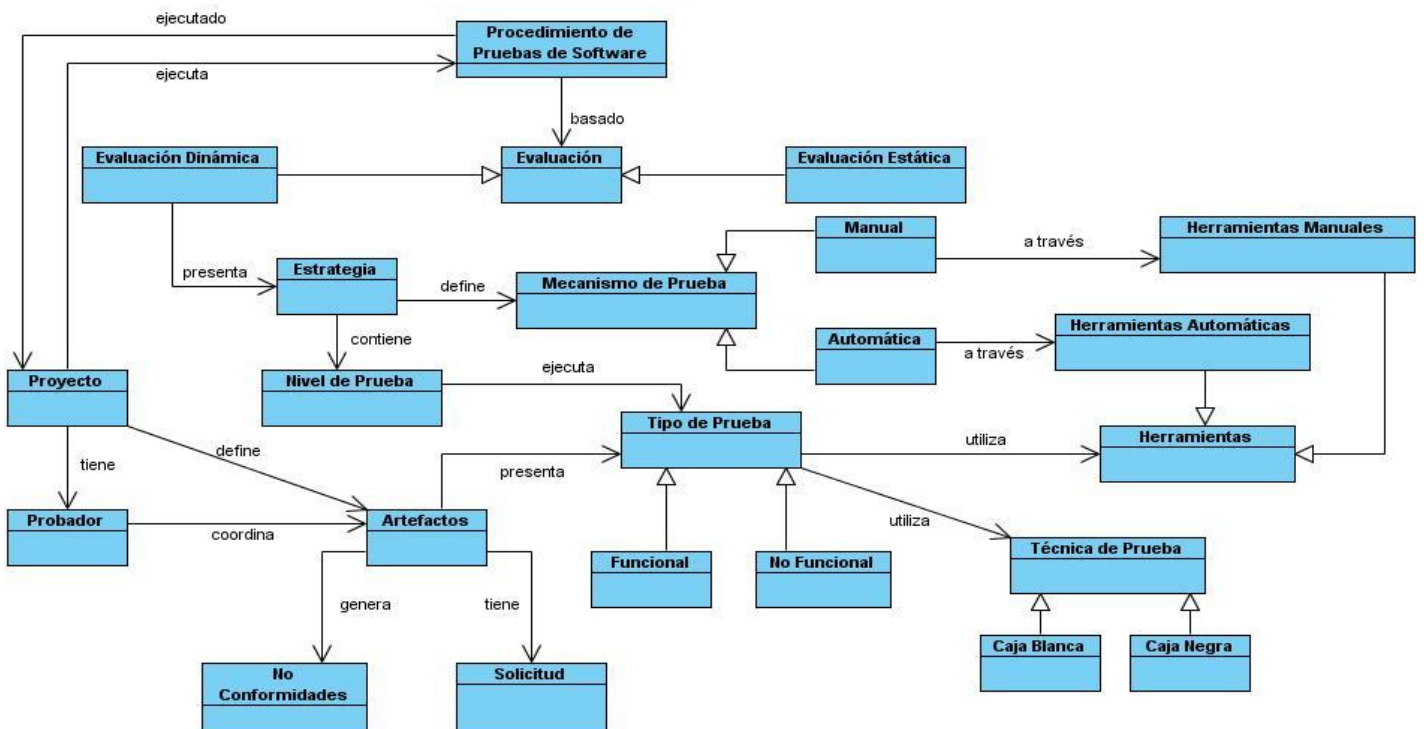 ejecutado
Procedimiento de
Pruebas de Software
ejecuta
basado
Evaluación Dinámica
Evaluación
Evaluación Estática
Manual
Herramientas Manuales
a través
presenta
Estrategia
define
Mecanismo de Prueba
contiene
Automática
a través
Herramientas Automáticas
Proyecto
Nivel de Prueba
ejecuta
Tipo de Prueba
utiliza
Herramientas
tiene
define
presenta
Probador
coordina
Artefactos
utiliza
Técnica de Prueba
Funcional
No Funcional
genera
tiene
Caja Blanca
Caja Negra
No
Conformidades
Solicitud